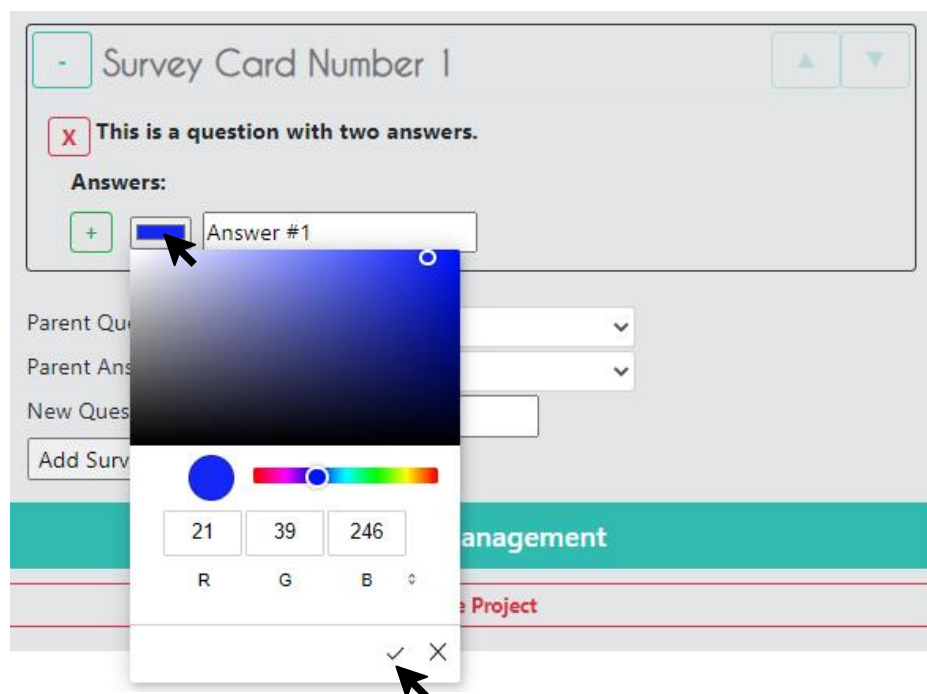 - Survey Card Number 1 ▲ ▼
X This is a question with two answers.
Answers:
+ Answer #1
Parent Que
Parent Ans
New Ques
Add Surv
21 39 246
R G B
anagement
e Project